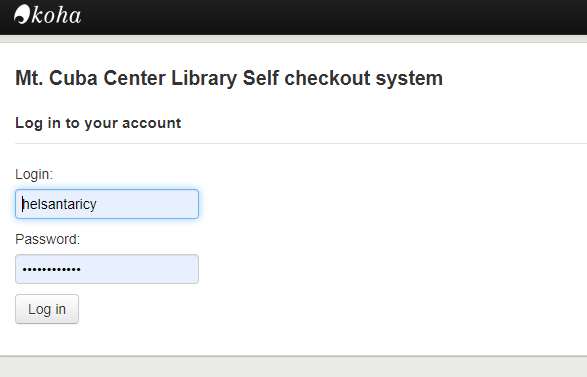 koha
Mt. Cuba Center Library Self checkout system
Log in to your account
Login:
helsantaricy
Password:
••••••••••••
Log in